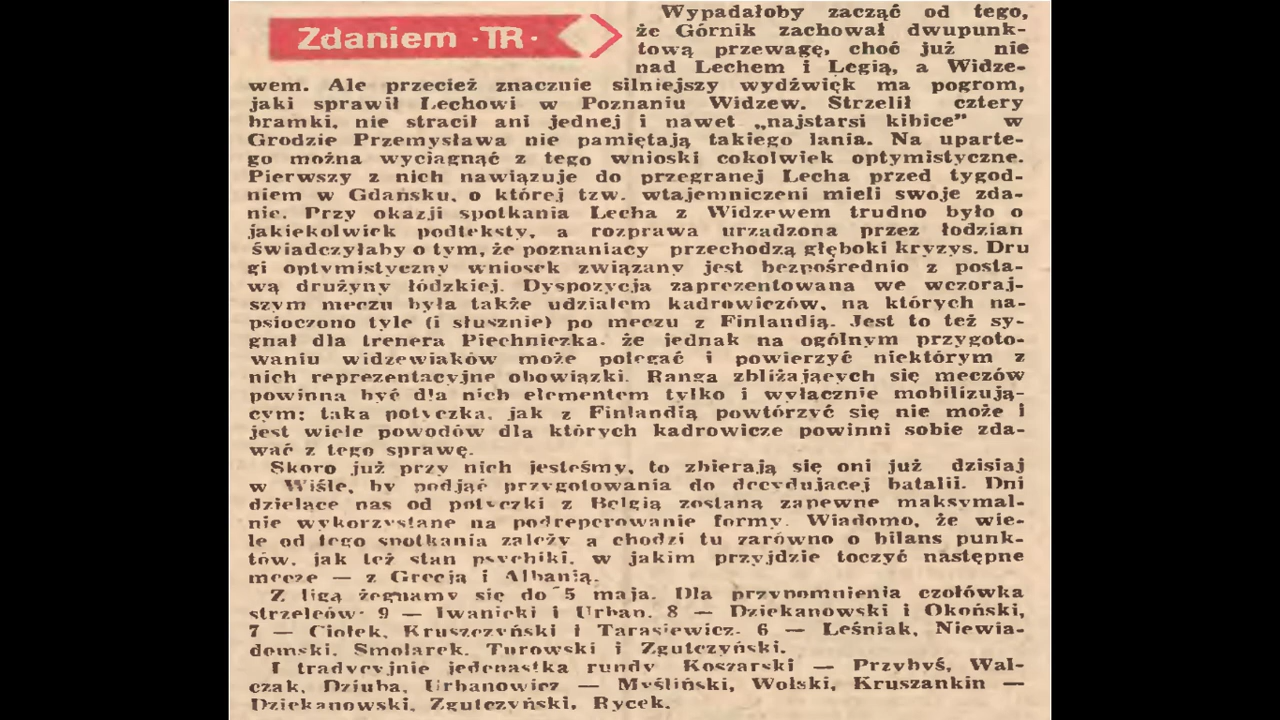 Zdaniem ·TR·
Wypadałoby zacząć od tego,
że Górnik zachował dwupunk-
tową przewagę, choć już nie
nad Lechem i Legią, a Widze-
wem. Ale przecież znacznie silniejszy wydźwięk ma pogrom,
jaki sprawił Lechowi w Poznaniu Widzew. Strzelił cztery
bramki, nie stracił ani jednej i nawet „najstarsi kibice” w
Grodzie Przemysława nie pamiętają takiego lania. Na uparte-
go można wyciągnąć z tego wnioski cokolwiek optymistyczne.
Pierwszy z nich nawiązuje do przegranej Lecha przed tygod-
niem w Gdańsku, o której tzw. wtajemniczeni mieli swoje zda-
nie. Przy okazji spotkania Lecha z Widzewem trudno było o
jakiekolwiek podteksty, a rozprawa urządzona przez łodzian
świadczyłaby o tym, że poznaniacy przechodzą głęboki kryzys. Dru
gi optymistyczny wniosek związany jest bezpośrednio z posta-
wą drużyny łódzkiej. Dyspozycja zaprezentowana we wczoraj-
szym meczu była także udziałem kadrowiczów, na których na-
psioczono tyle (i słusznie) po meczu z Finlandią. Jest to też sy-
gnał dla trenera Piechniczka, że jednak na ogólnym przygoto-
waniu widzewiaków może polegać i powierzyć niektórym z
nich reprezentacyjne obowiązki. Ranga zbliżających się meczów
powinna być dla nich elementem tylko i wyłącznie mobilizują-
cym: taka potyczka, jak z Finlandią powtórzyć się nie może i
jest wiele powodów dla których kadrowicze powinni sobie zda-
wać z tego sprawę.
Skoro już przy nich jesteśmy, to zbierają się oni już dzisiaj
w Wiśle, by podjąć przygotowania do decydującej batalii. Dni
dzielące nas od potyczki z Belgią zostaną zapewne maksymal-
nie wykorzystane na podreperowanie formy. Wiadomo, że wie-
le od tego spotkania zależy a chodzi tu zarówno o bilans punk-
tów, jak też stan psychiki, w jakim przyjdzie toczyć następne
mecze — z Grecją i Albanią.
Z ligą żegnamy się do 5 maja. Dla przypomnienia czołówka
strzelców: 9 — Iwanicki i Urban, 8 — Dziekanowski i Okoński,
7 — Ciołek, Kruszczyński i Tarasiewicz. 6 — Leśniak, Niewia-
domski, Smolarek, Turowski i Zgutczyński.
I tradycyjnie jedenastka rundy Koszarski — Przybyś, Wal-
czak, Dziuba, Urbanowicz — Myśliński, Wolski, Kruszankin —
Dziekanowski, Zgutczyński, Rycek.